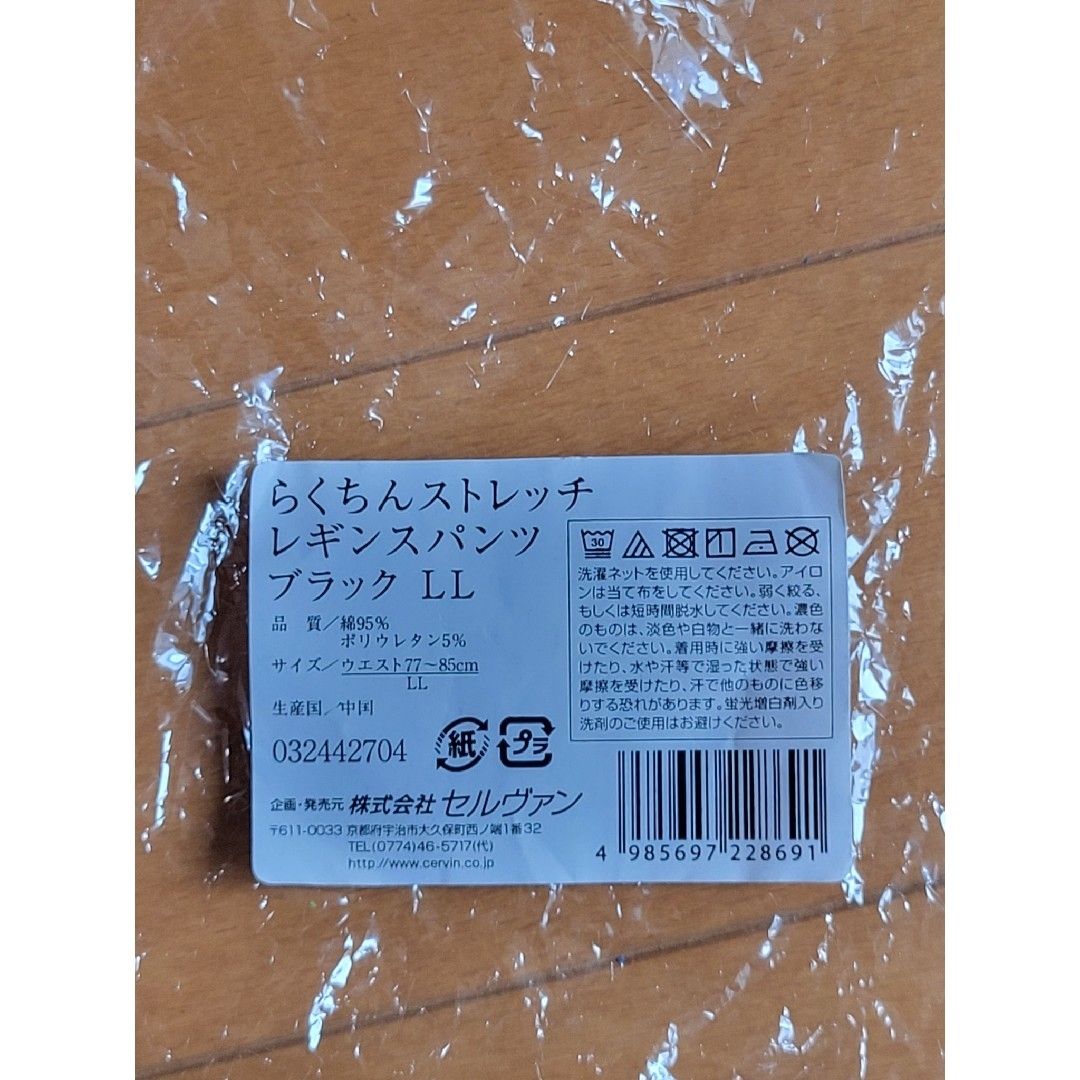 らくちんストレッチ
レギンスパンツ
ブラック LL
品 質／綿95%
ポリウレタン5%
サイズ／ウエスト77〜85cm
LL
生産国／中国
032442704
紙
プラ
企画・発売元 株式会社 セルヴァン
〒611-0033 京都府宇治市大久保町西ノ端1番32
TEL(0774)46-5717(代)
http://www.cervin.co.jp
30
洗濯ネットを使用してください。アイロ
ンは当て布をしてください。弱く絞る、
もしくは短時間脱水してください。濃色
のものは、淡色や白物と一緒に洗わな
いでください。着用時に強い摩擦を受
けたり、水や汗等で湿った状態で強い
摩擦を受けたり、汗で他のものに色移
りする恐れがあります。蛍光増白剤入り
洗剤のご使用はお避けください。
4 985697 228691